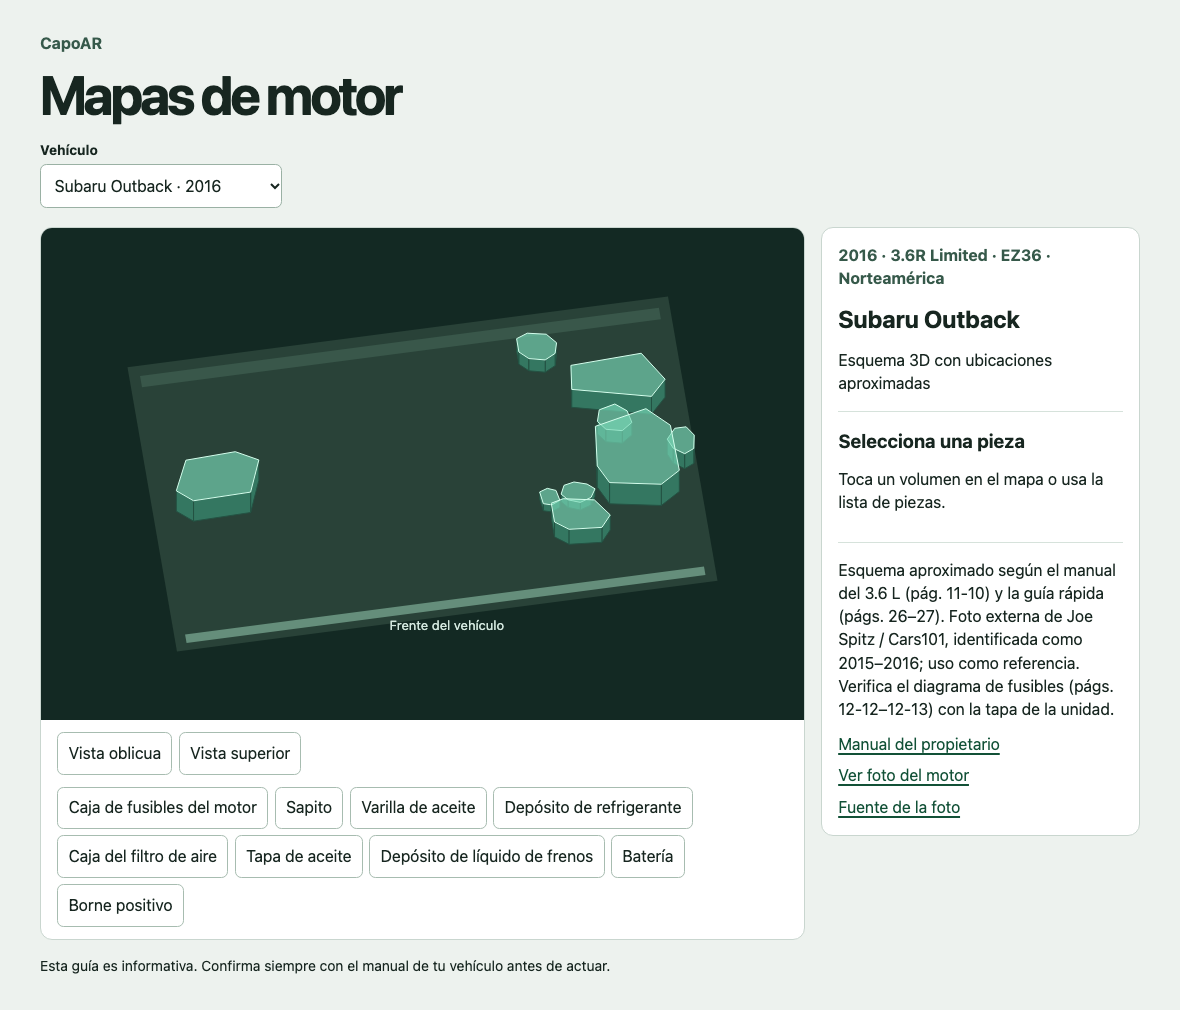 CapoAR
Mapas de motor
Vehículo
Subaru Outback · 2016
Frente del vehículo
Vista oblicua
Vista superior
Caja de fusibles del motor
Sapito
Varilla de aceite
Depósito de refrigerante
Caja del filtro de aire
Tapa de aceite
Depósito de líquido de frenos
Batería
Borne positivo
2016 · 3.6R Limited · EZ36 ·
Norteamérica
Subaru Outback
Esquema 3D con ubicaciones
aproximadas
Selecciona una pieza
Toca un volumen en el mapa o usa la
lista de piezas.
Esquema aproximado según el manual
del 3.6 L (pág. 11-10) y la guía rápida
(págs. 26–27). Foto externa de Joe
Spitz / Cars101, identificada como
2015–2016; uso como referencia.
Verifica el diagrama de fusibles (págs.
12-12–12-13) con la tapa de la unidad.
Manual del propietario
Ver foto del motor
Fuente de la foto
Esta guía es informativa. Confirma siempre con el manual de tu vehículo antes de actuar.